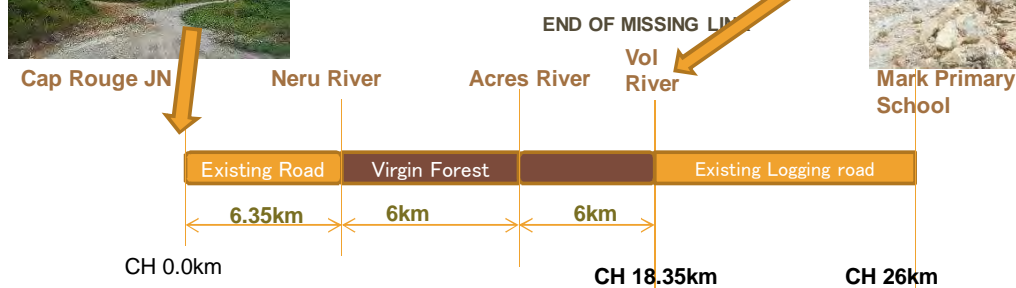 END OF MISSING LINK
Cap Rouge JN
Neru River
Acres River
Vol
River
Mark Primary
School
Existing Road
Virgin Forest
Existing Logging road
6.35km
6km
6km
CH 0.0km
CH 18.35km
CH 26km